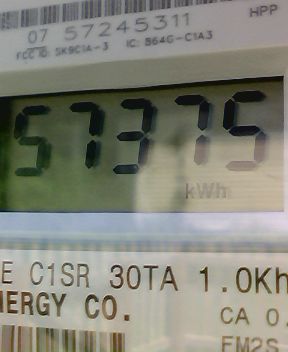 HPP
07 57245311
FCC ID: SK9C1A-3 IC: 864G-C1A3
57375
kWh
E C1SR 30TA 1.0Kh
NERGY CO.
CA 0.
FM2S